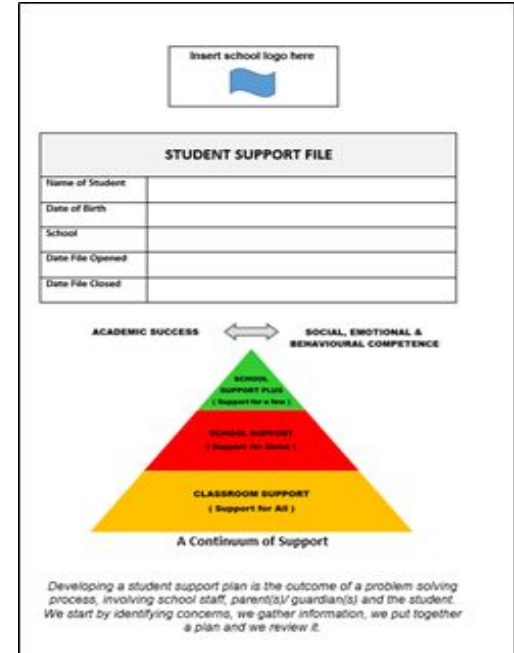 Insert school logo here
STUDENT SUPPORT FILE
Name of Student
Date of Birth
School
Date File Opened
Date File Closed
ACADEMIC SUCCESS
SOCIAL, EMOTIONAL &
BEHAVIOURAL COMPETENCE
SCHOOL
SUPPORT PLUS
( Support for a few )
SCHOOL SUPPORT
( Support for Some )
CLASSROOM SUPPORT
( Support for All )
A Continuum of Support
Developing a student support plan is the outcome of a problem solving
process, involving school staff, parent(s)/ guardian(s) and the student.
We start by identifying concerns, we gather information, we put together
a plan and we review it.